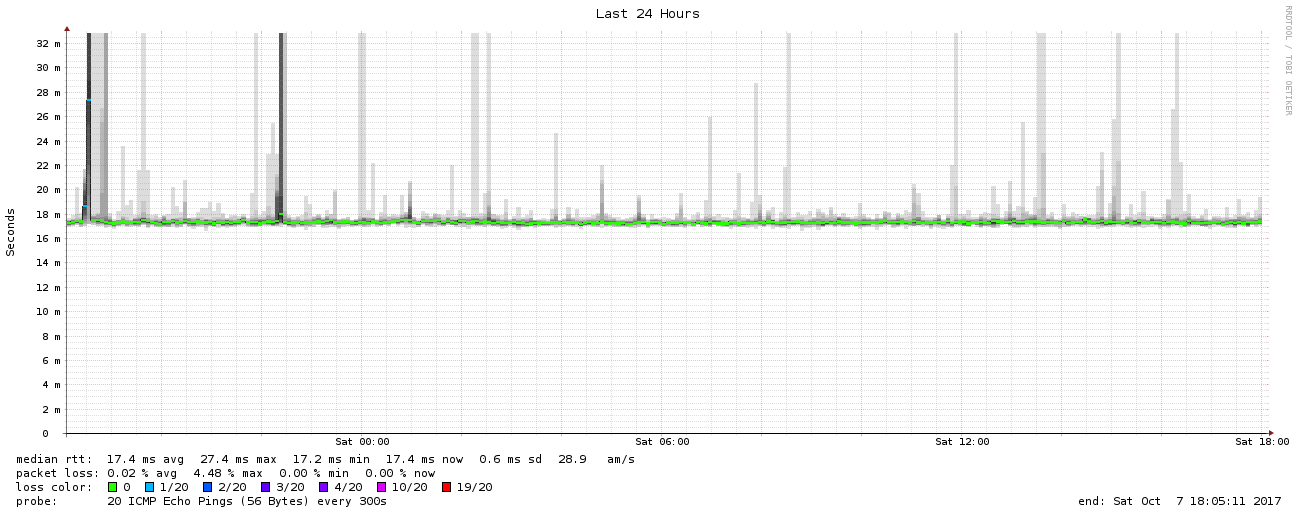 Last 24 Hours
RRDTOOL / TOBI OETIKER
Seconds
32 m
30 m
28 m
26 m
24 m
22 m
20 m
18 m
16 m
14 m
12 m
10 m
8 m
6 m
4 m
2 m
0
Sat 00:00 Sat 06:00 Sat 12:00 Sat 18:00
median rtt: 17.4 ms avg 27.4 ms max 17.2 ms min 17.4 ms now 0.6 ms sd 28.9 am/s
packet loss: 0.02 % avg 4.48 % max 0.00 % min 0.00 % now
loss color: 0 1/20 2/20 3/20 4/20 10/20 19/20
probe: 20 ICMP Echo Pings (56 Bytes) every 300s end: Sat Oct 7 18:05:11 2017